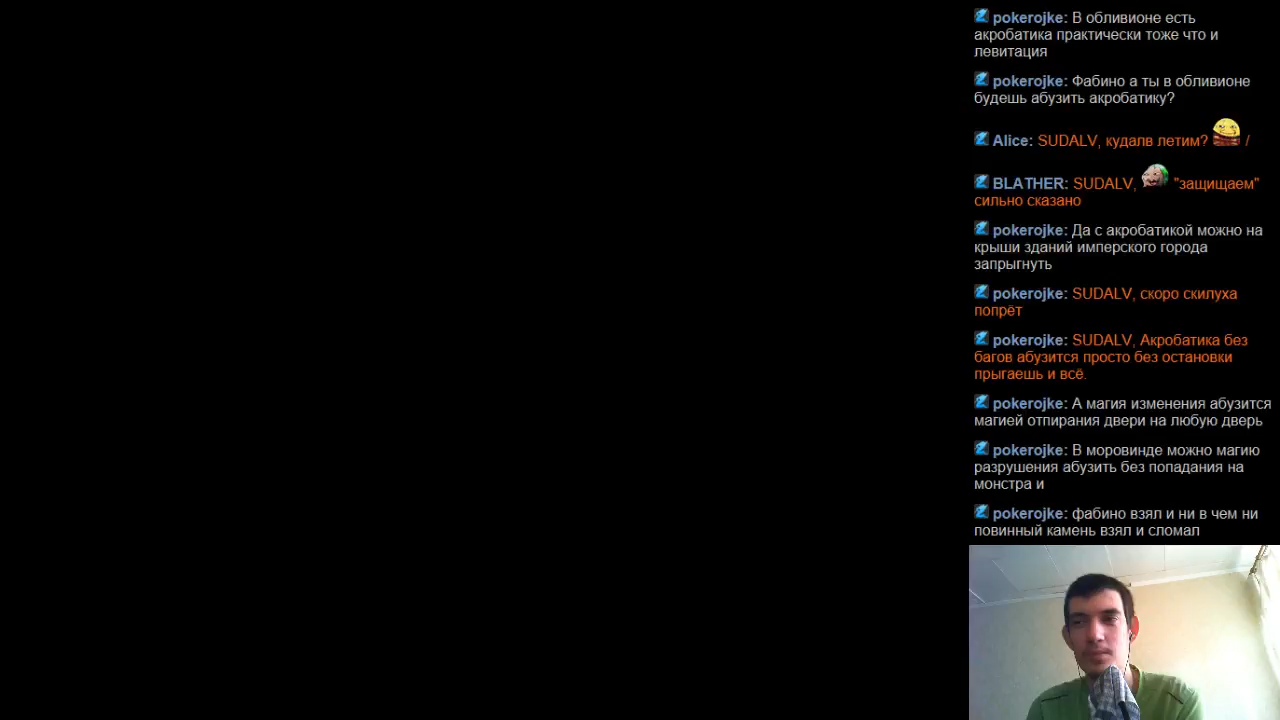 pokerojke: В обливионе есть
акробатика практически тоже что и
левитация
pokerojke: Фабино а ты в обливионе
будешь абузить акробатику?
Alice: SUDALV, кудалв летим? /
BLATHER: SUDALV, "защищаем"
сильно сказано
pokerojke: Да с акробатикой можно на
крыши зданий имперского города
запрыгнуть
pokerojke: SUDALV, скоро скилуха
попрёт
pokerojke: SUDALV, Акробатика без
багов абузится просто без остановки
прыгаешь и всё.
pokerojke: А магия изменения абузится
магией отпирания двери на любую дверь
pokerojke: В моровинде можно магию
разрушения абузить без попадания на
монстра и
pokerojke: фабино взял и ни в чем ни
повинный камень взял и сломал